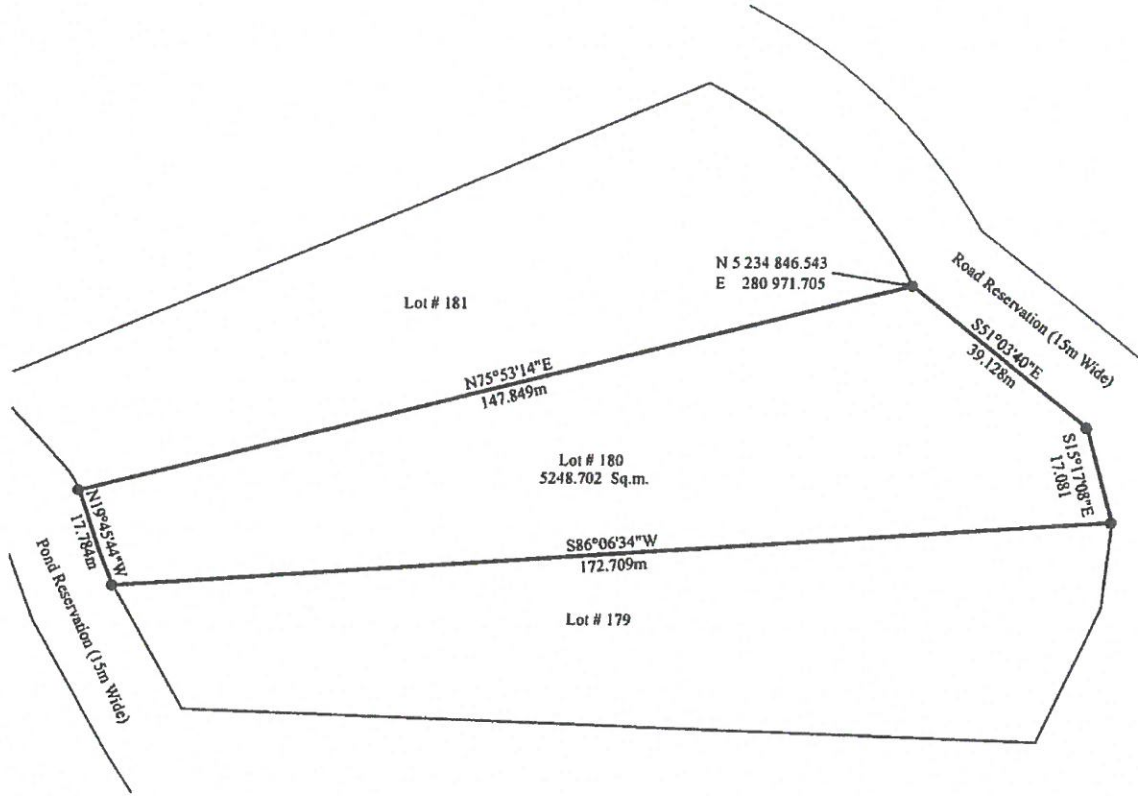 N 5 234 846.543
E 280 971.705
Road Reservation (15m Wide)
Lot # 181
S51°03'40"E
39.128m
N75°53'14"E
147.849m
Lot # 180
5248.702 Sq.m.
S15°17'08"E
17.081
N19°45'44"W
17.784m
S86°06'34"W
172.709m
Pond Reservation (15m Wide)
Lot # 179